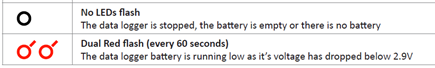 No LEDs flash
The data logger is stopped, the battery is empty or there is no battery
Dual Red flash (every 60 seconds)
The data logger battery is running low as it's voltage has dropped below 2.9V